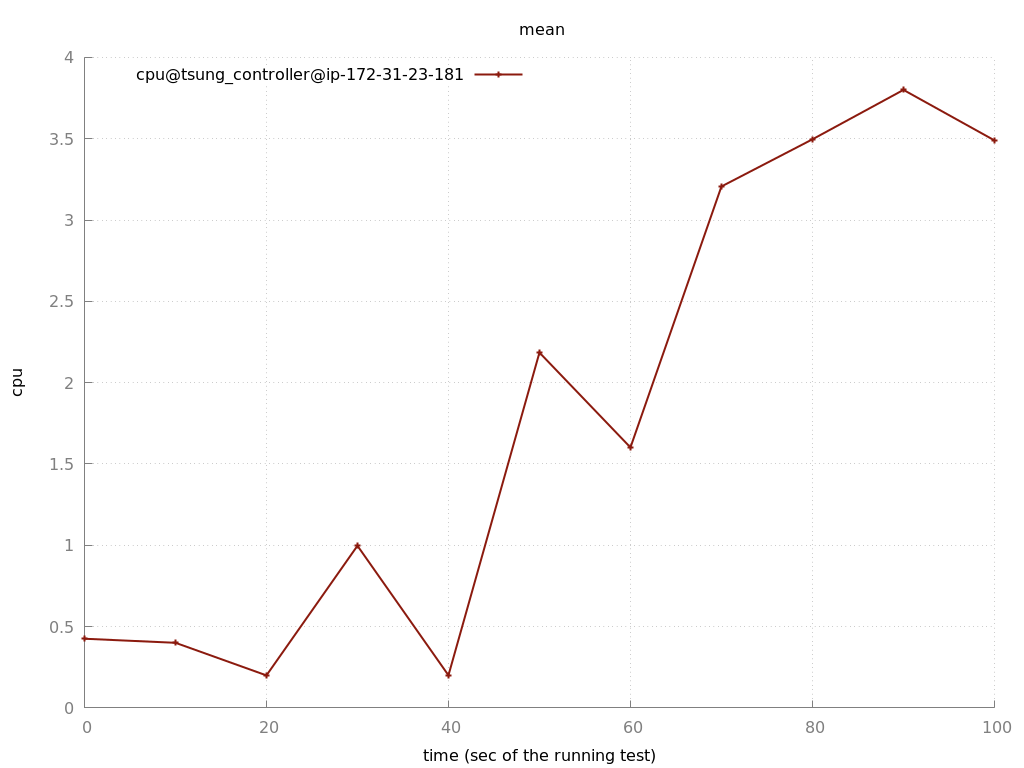 mean
cpu@tsung_controller@ip-172-31-23-181
4
3.5
3
2.5
2
1.5
1
0.5
0
cpu
0 20 40 60 80 100
time (sec of the running test)